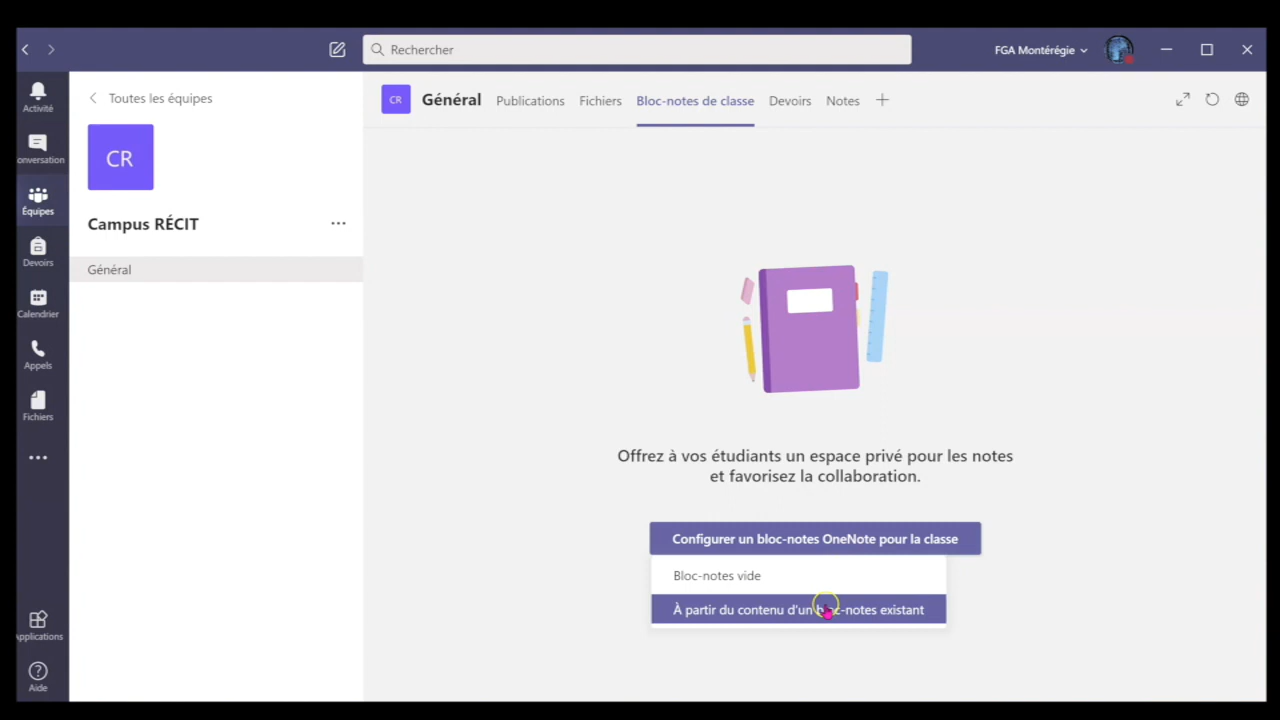 Rechercher
FGA Montérégie
Activité
onversation
Équipes
Devoirs
Calendrier
Appels
Fichiers
Applications
Aide
Toutes les équipes
CR
Campus RÉCIT
Général
CR
Général
Publications
Fichiers
Bloc-notes de classe
Devoirs
Notes
Offrez à vos étudiants un espace privé pour les notes
et favorisez la collaboration.
Configurer un bloc-notes OneNote pour la classe
Bloc-notes vide
À partir du contenu d'un bloc-notes existant